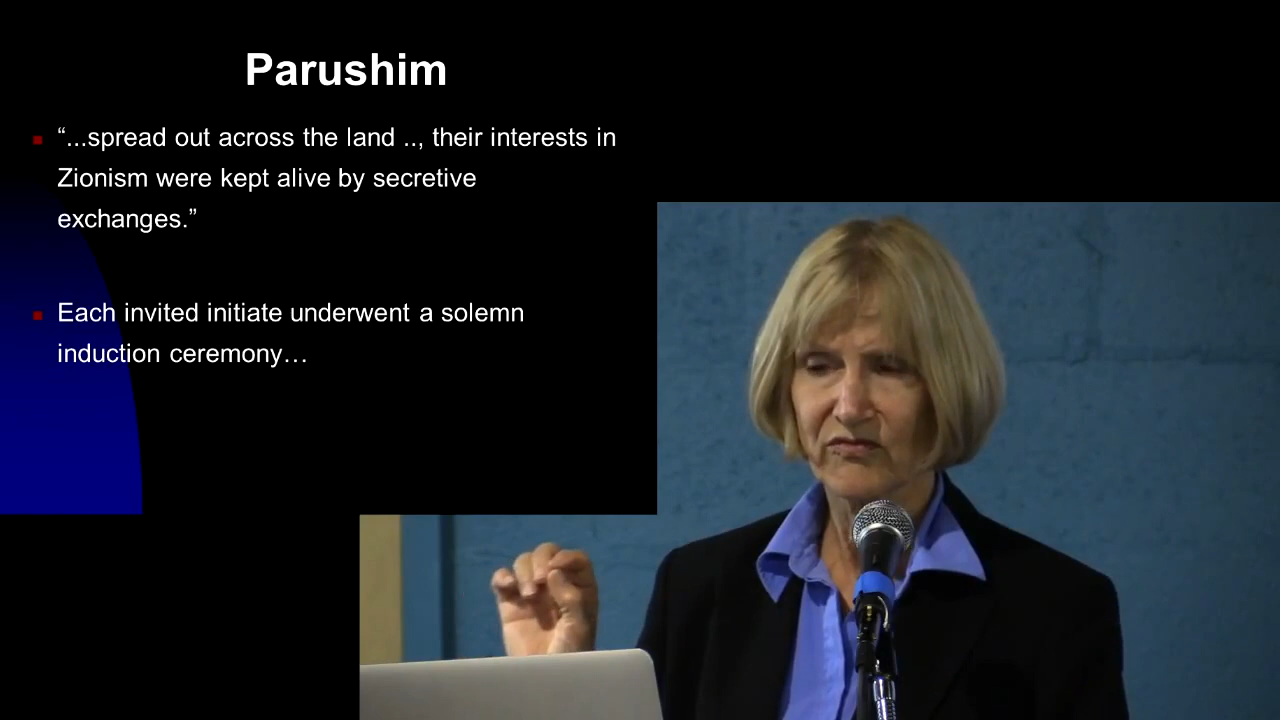 Parushim
“...spread out across the land .., their interests in
Zionism were kept alive by secretive
exchanges.”
Each invited initiate underwent a solemn
induction ceremony…